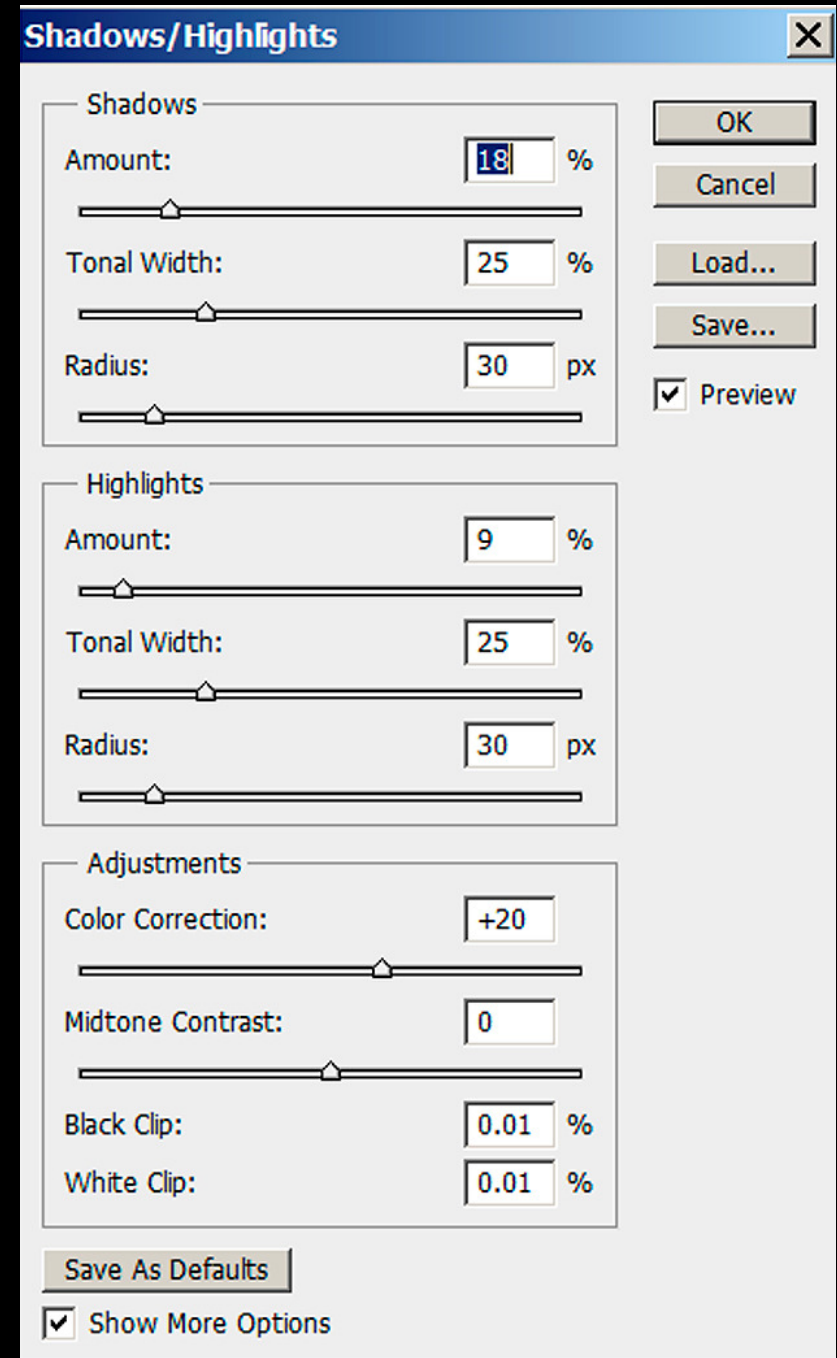 Shadows/Highlights
Shadows
Amount: 18 %
Tonal Width: 25 %
Radius: 30 px
Highlights
Amount: 9 %
Tonal Width: 25 %
Radius: 30 px
Adjustments
Color Correction: +20
Midtone Contrast: 0
Black Clip: 0.01 %
White Clip: 0.01 %
Save As Defaults
Show More Options
OK
Cancel
Load...
Save...
Preview